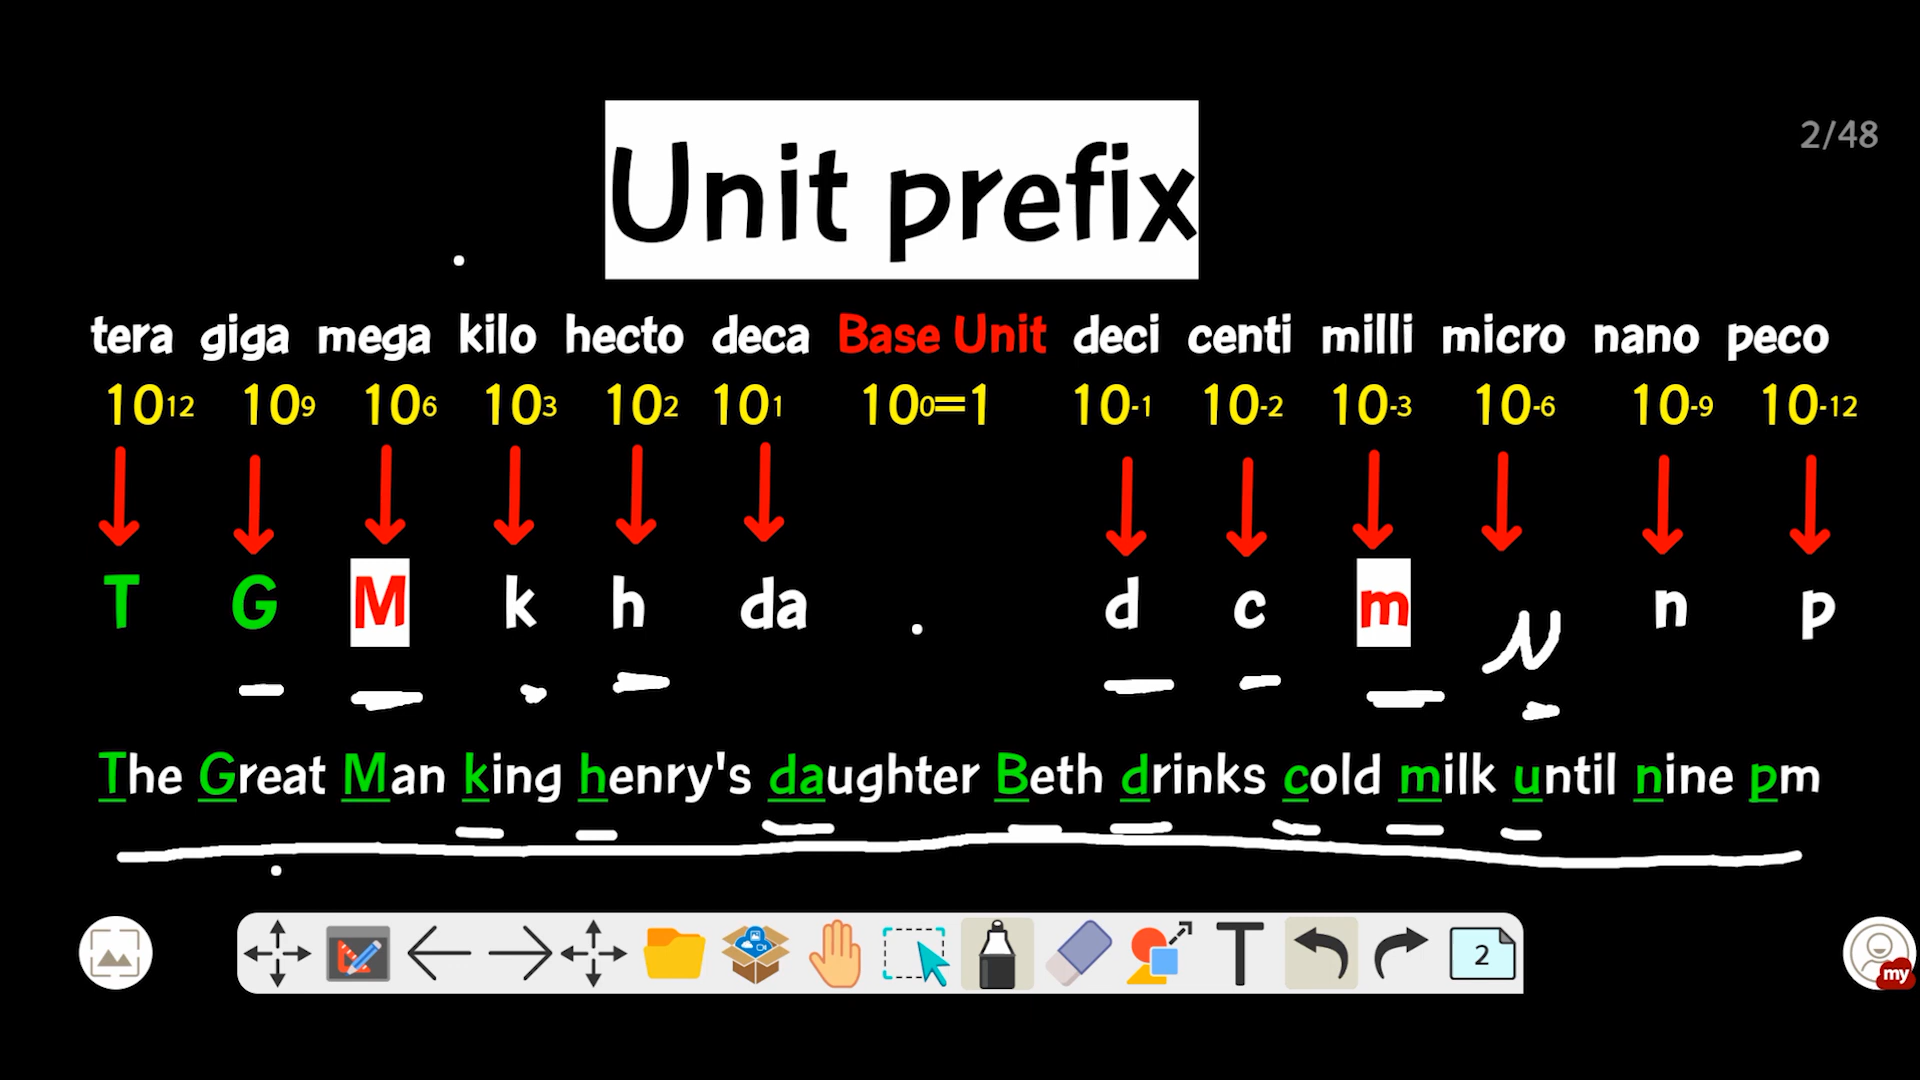 Unit prefix
2/48
tera giga mega kilo hecto deca Base Unit deci centi milli micro nano peco
10¹² 10⁹ 10⁶ 10³ 10² 10¹ 10⁰=1 10⁻¹ 10⁻² 10⁻³ 10⁻⁶ 10⁻⁹ 10⁻¹²
T G M k h da d c m μ n p
The Great Man king henry's daughter Beth drinks cold milk until nine pm
2
my